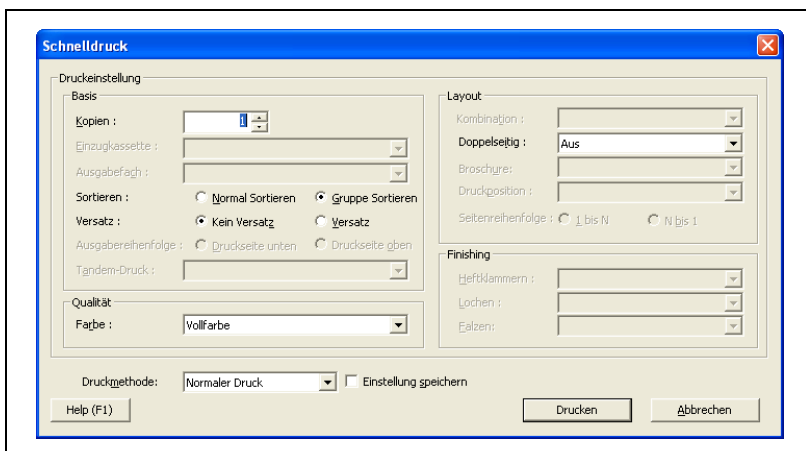 Schnelldruck
Druckeinstellung
Basis
Kopien : 1
Einzugkassette :
Ausgabefach :
Sortieren : Normal Sortieren Gruppe Sortieren
Versatz : Kein Versatz Versatz
Ausgabereihenfolge : Druckseite unten Druckseite oben
Tandem-Druck :
Qualität
Farbe : Vollfarbe
Layout
Kombination :
Doppelseitig : Aus
Broschure:
Druckposition :
Seitenreihenfolge : 1 bis N N bis 1
Finishing
Heftklammern :
Lochen :
Falzen:
Druckmethode: Normaler Druck Einstellung speichern
Help (F1) Drucken Abbrechen